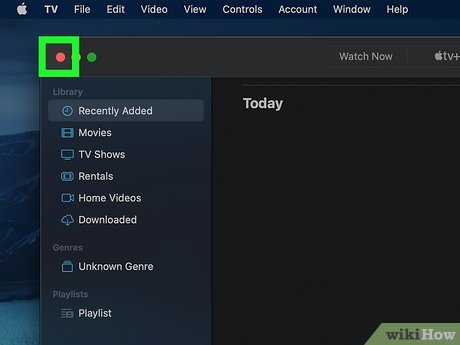 TV File Edit Video View Controls Account Window Help
Watch Now tv+
Library
Recently Added
Today
Movies
TV Shows
Rentals
Home Videos
Downloaded
Genres
Unknown Genre
Playlists
Playlist
wikiHow